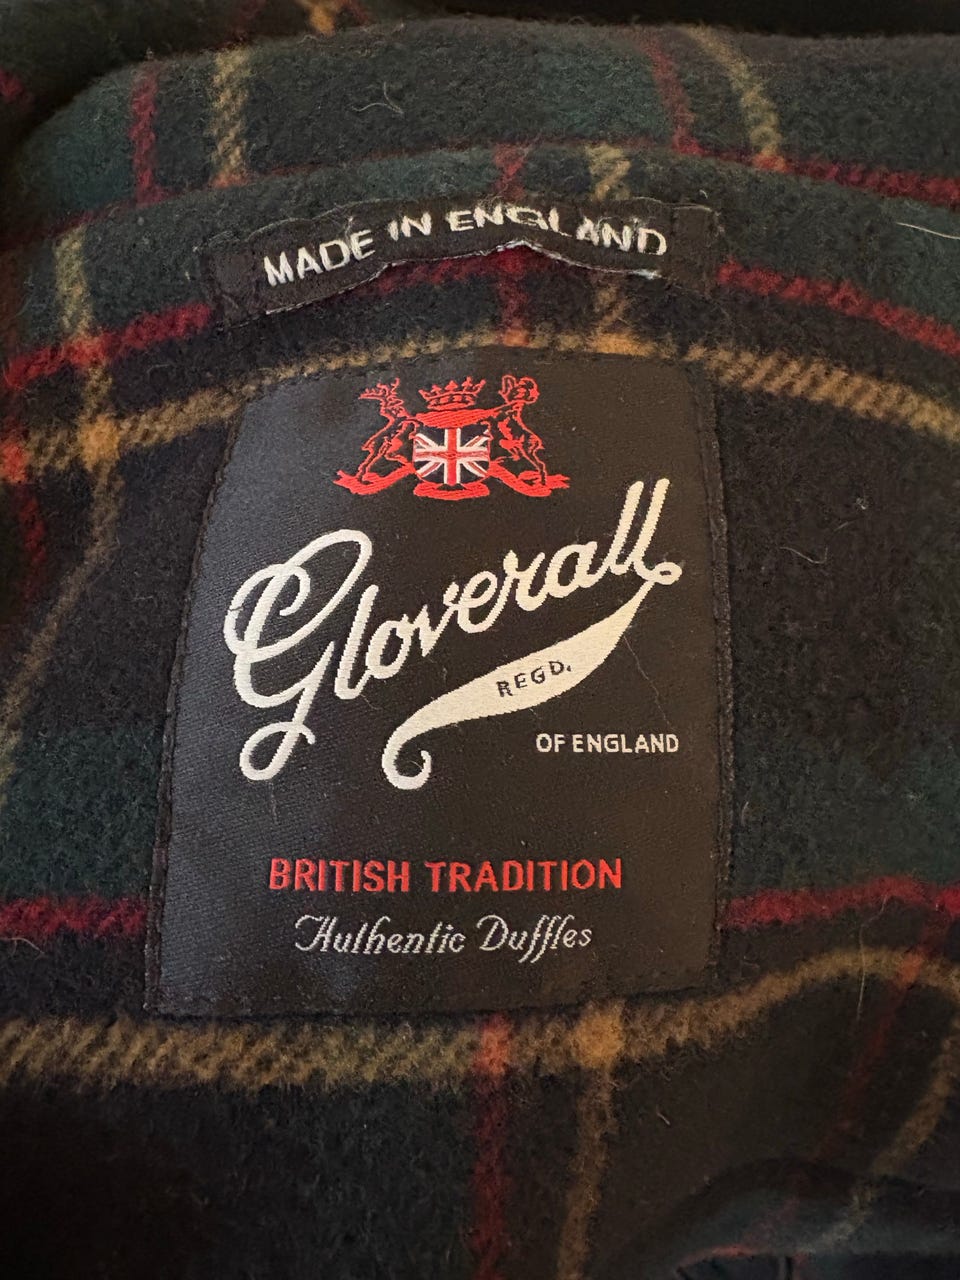 MADE IN ENGLAND
Gloverall
REGD.
OF ENGLAND
BRITISH TRADITION
Authentic Duffles